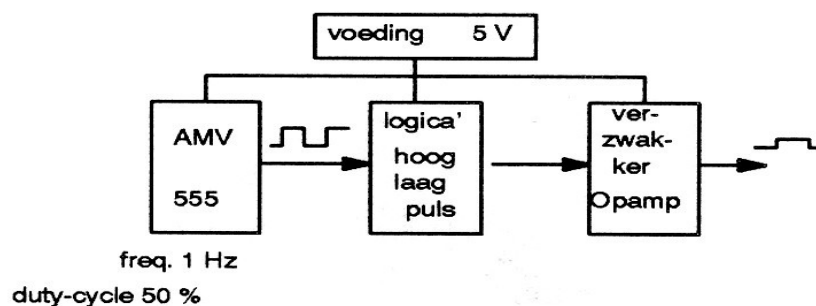 voeding 5 V
AMV
555
logica'
hoog
laag
puls
ver-
zwak-
ker
Opamp
freq. 1 Hz
duty-cycle 50 %